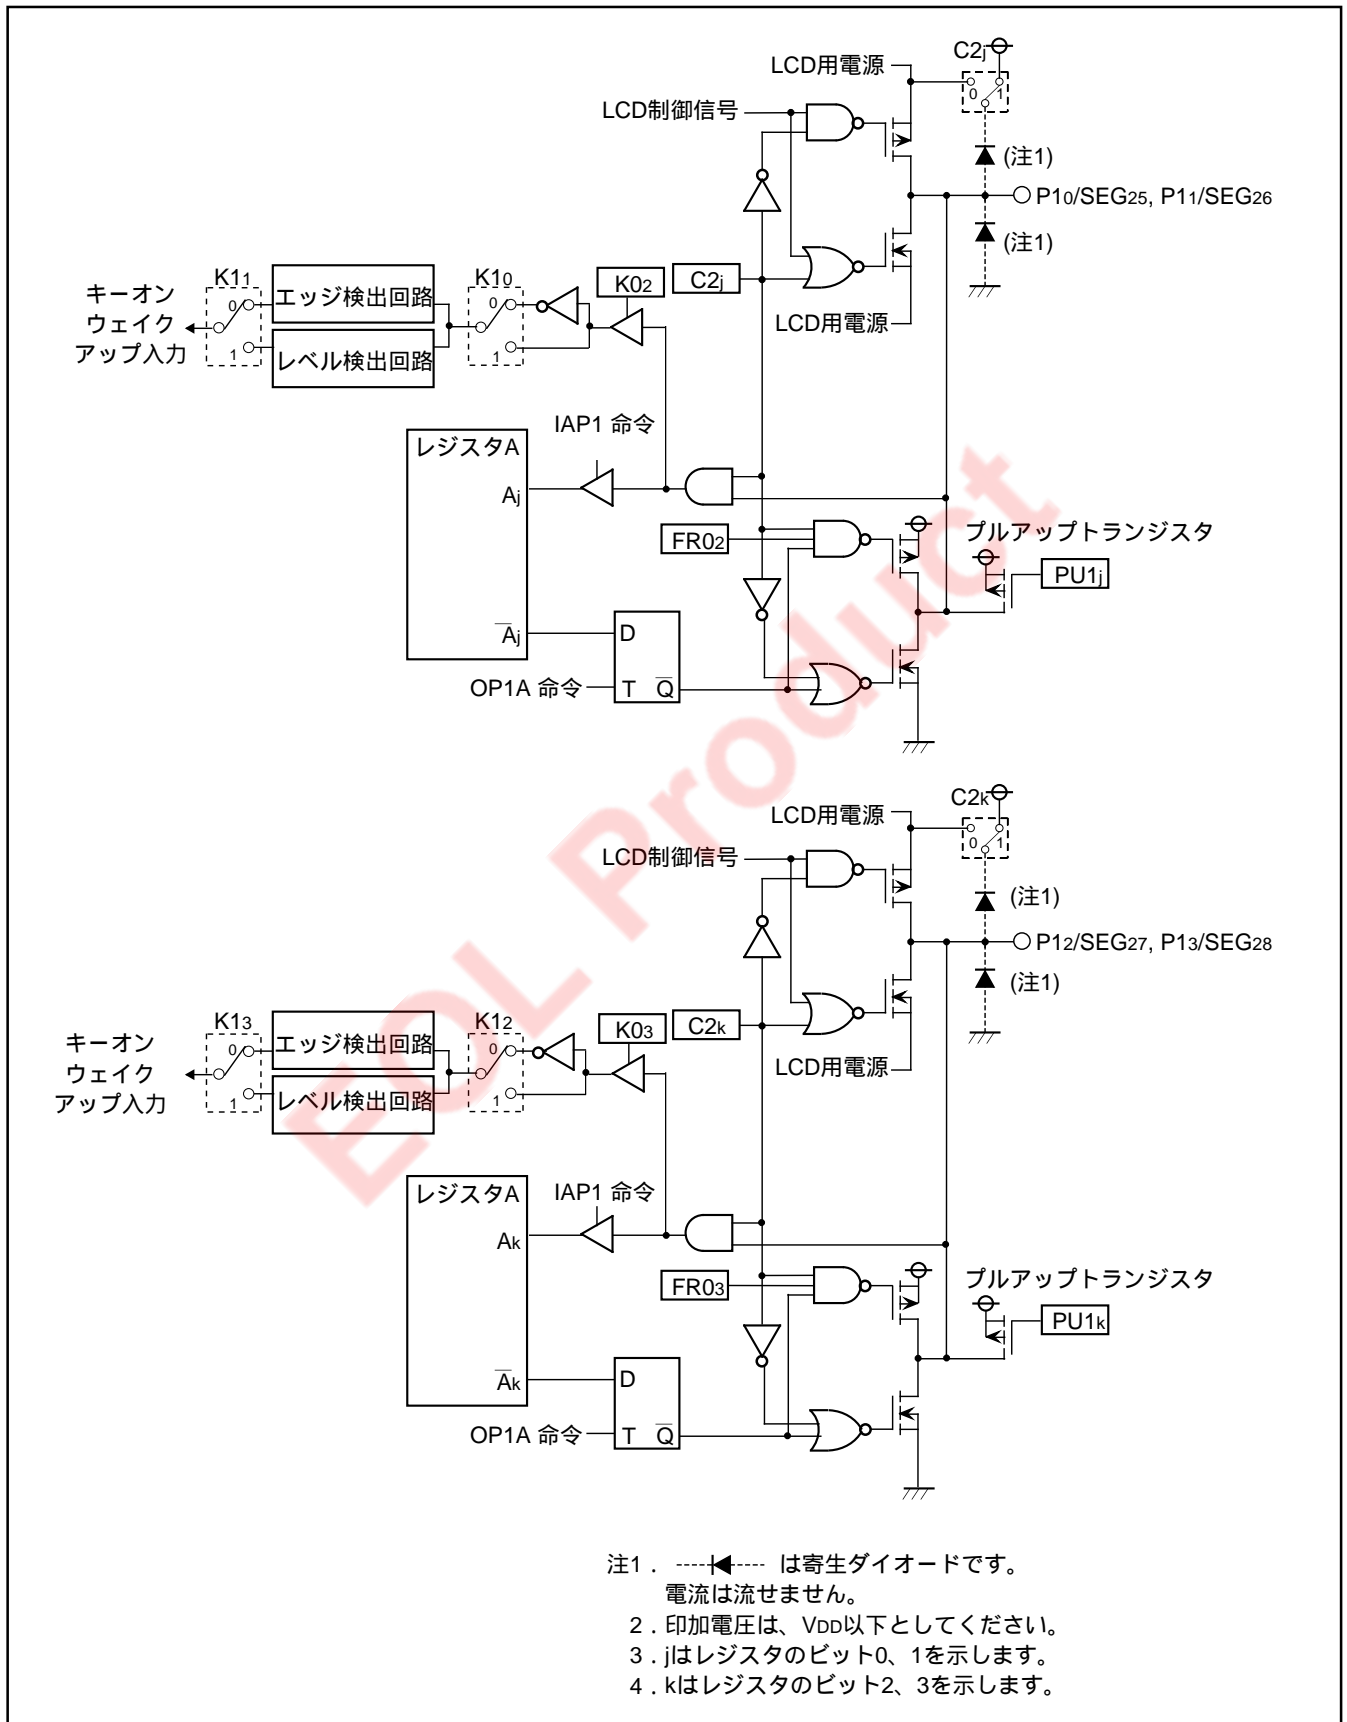 C2j
LCD用電源
0 1
LCD制御信号
(注1)
P10/SEG25, P11/SEG26
(注1)
K11
エッジ検出回路
K10
K02
C2j
キーオン
ウェイク
アップ入力
0
1
レベル検出回路
0
1
LCD用電源
IAP1 命令
レジスタA
Aj
FR02
プルアップトランジスタ
PU1j
Aj
D
OP1A 命令
T Q
C2k
LCD用電源
0 1
LCD制御信号
(注1)
P12/SEG27, P13/SEG28
(注1)
K13
エッジ検出回路
K12
K03
C2k
キーオン
ウェイク
アップ入力
0
1
レベル検出回路
0
1
LCD用電源
IAP1 命令
レジスタA
Ak
FR03
プルアップトランジスタ
PU1k
Ak
D
OP1A 命令
T Q
EOL Product
注1． は寄生ダイオードです。
電流は流せません。
2．印加電圧は、VDD以下としてください。
3．jはレジスタのビット0、1を示します。
4．kはレジスタのビット2、3を示します。